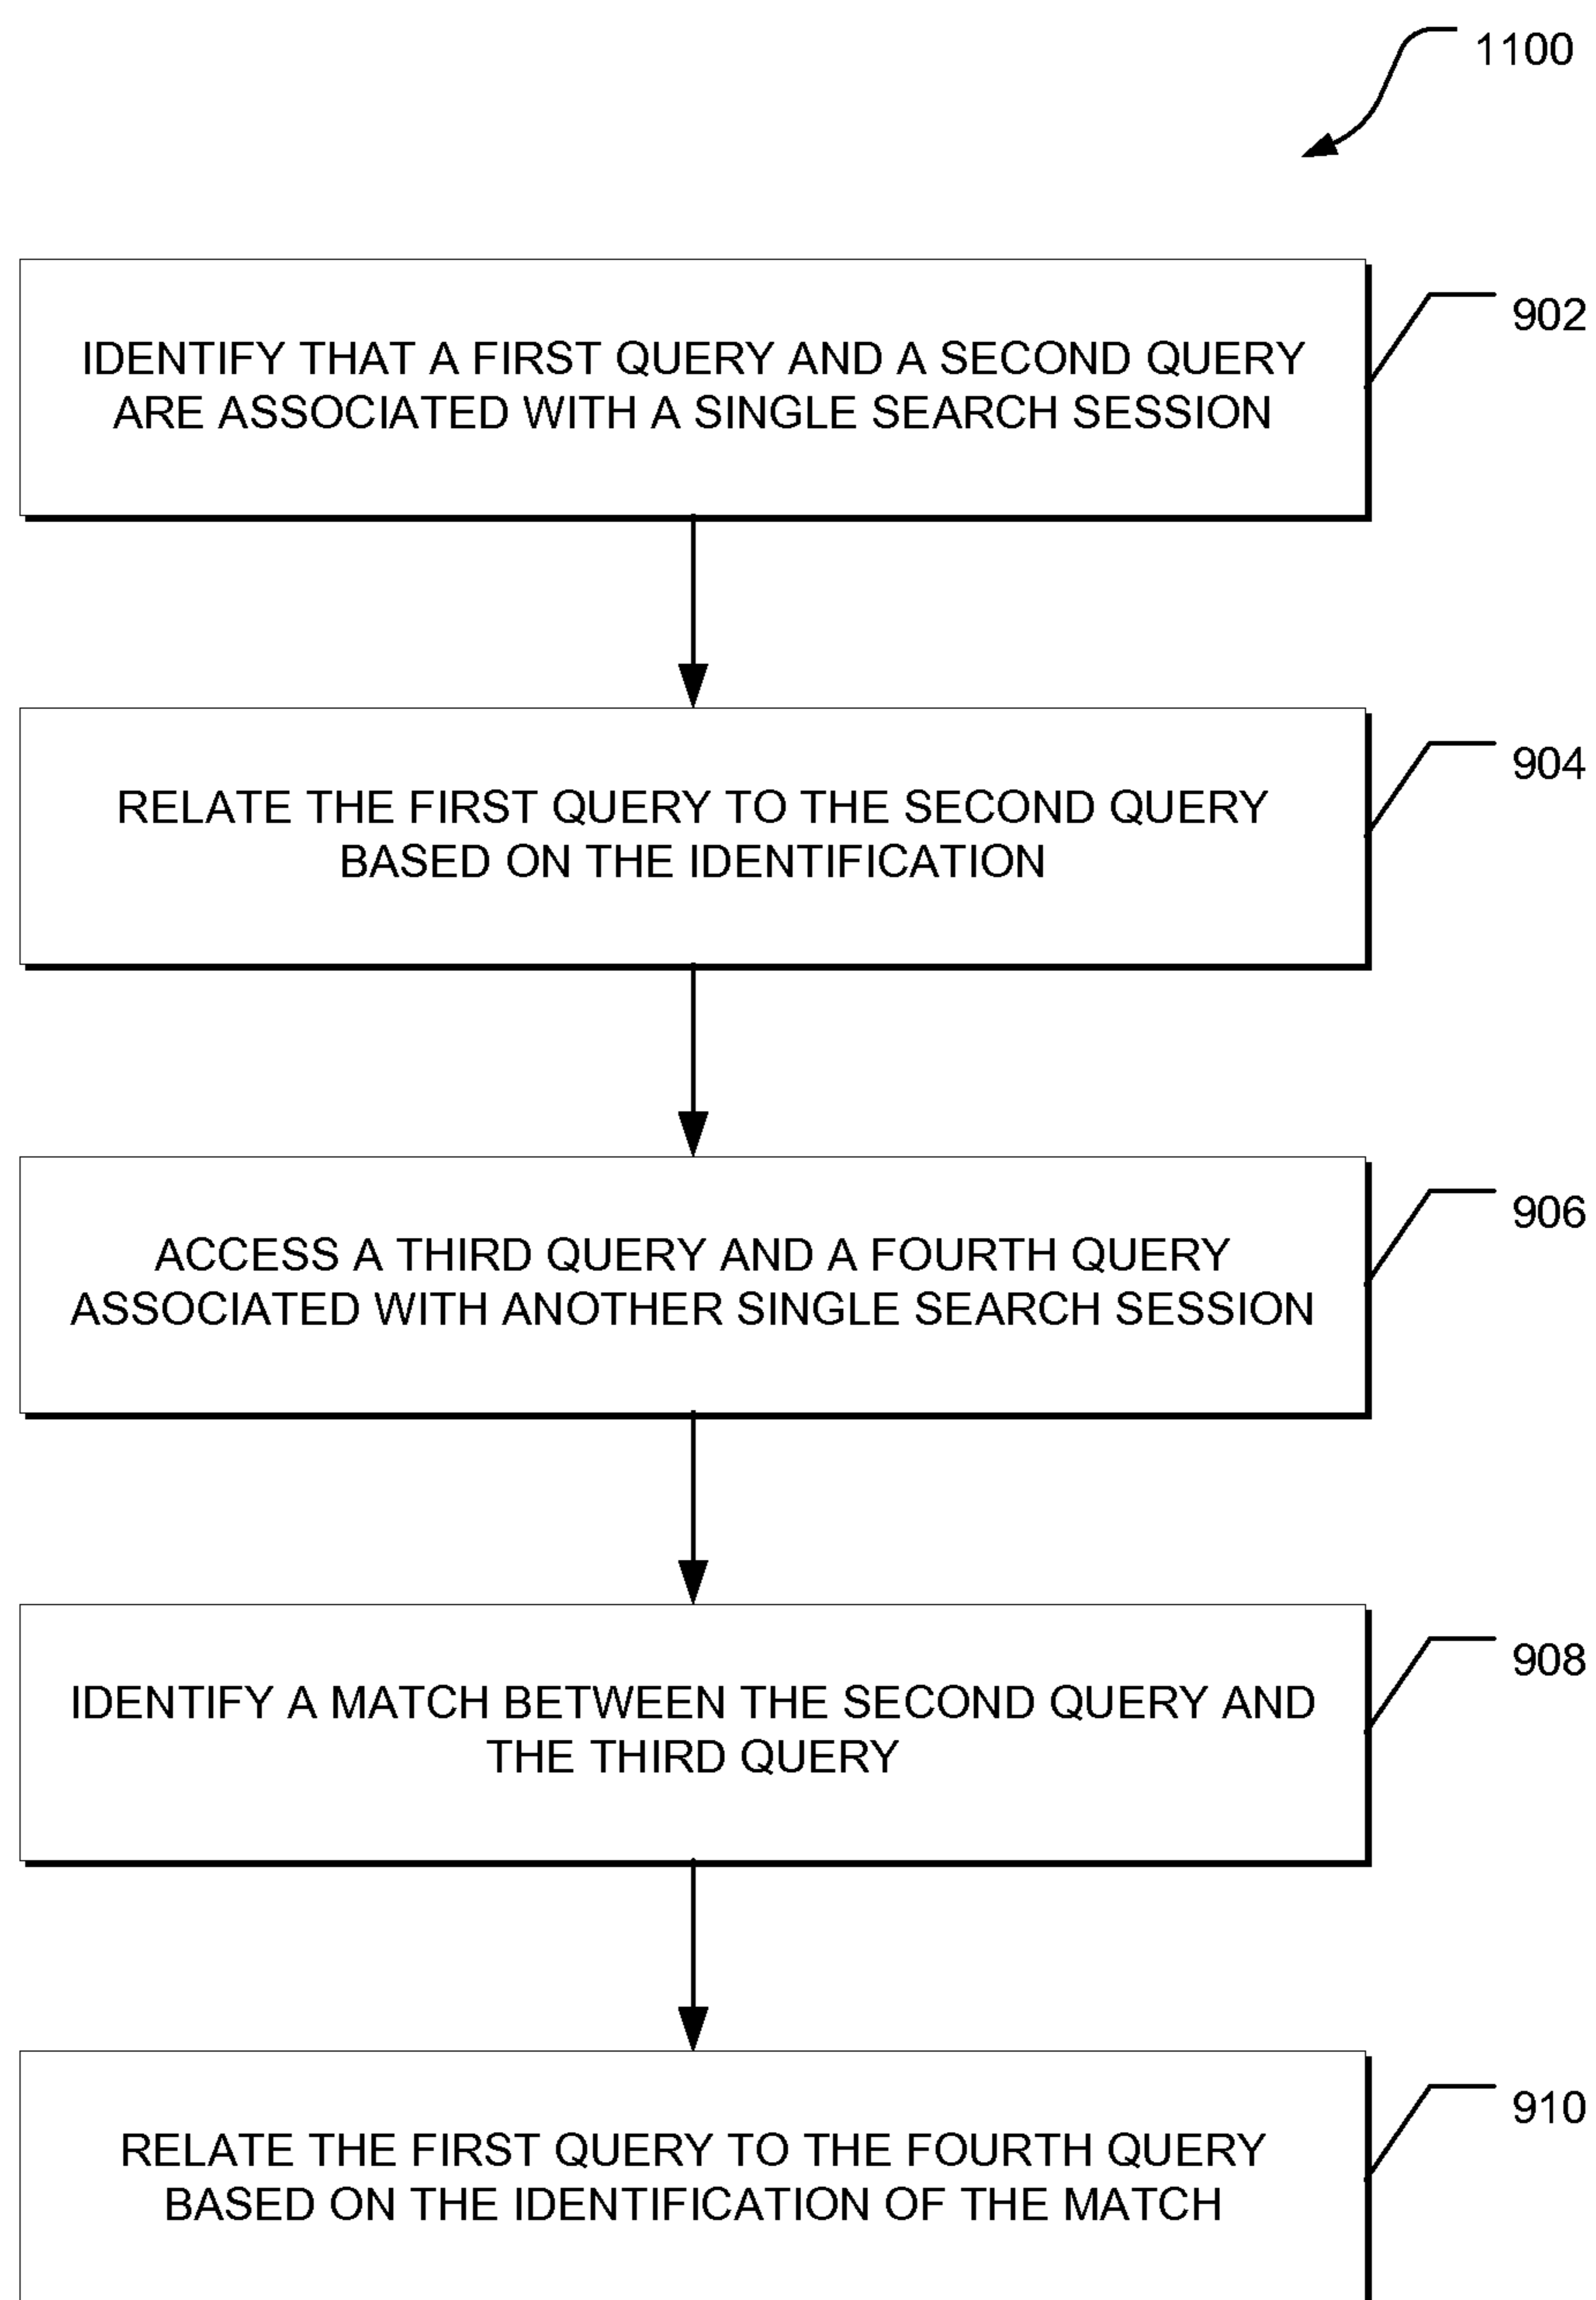 1100
IDENTIFY THAT A FIRST QUERY AND A SECOND QUERY
ARE ASSOCIATED WITH A SINGLE SEARCH SESSION
902
RELATE THE FIRST QUERY TO THE SECOND QUERY
BASED ON THE IDENTIFICATION
904
ACCESS A THIRD QUERY AND A FOURTH QUERY
ASSOCIATED WITH ANOTHER SINGLE SEARCH SESSION
906
IDENTIFY A MATCH BETWEEN THE SECOND QUERY AND
THE THIRD QUERY
908
RELATE THE FIRST QUERY TO THE FOURTH QUERY
BASED ON THE IDENTIFICATION OF THE MATCH
910